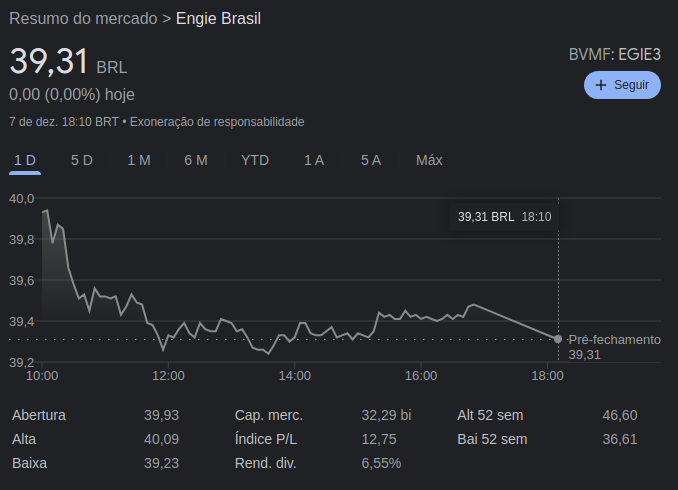 Resumo do mercado > Engie Brasil
39,31 BRL
BVMF: EGIE3
+ Seguir
0,00 (0,00%) hoje
7 de dez. 18:10 BRT • Exoneração de responsabilidade
1 D 5 D 1 M 6 M YTD 1 A 5 A Máx
40,0
39,31 BRL 18:10
39,8
39,6
39,4
Pré-fechamento
39,31
39,2
10:00 12:00 14:00 16:00 18:00
Abertura 39,93 Cap. merc. 32,29 bi Alt 52 sem 46,60
Alta 40,09 Índice P/L 12,75 Bai 52 sem 36,61
Baixa 39,23 Rend. div. 6,55%